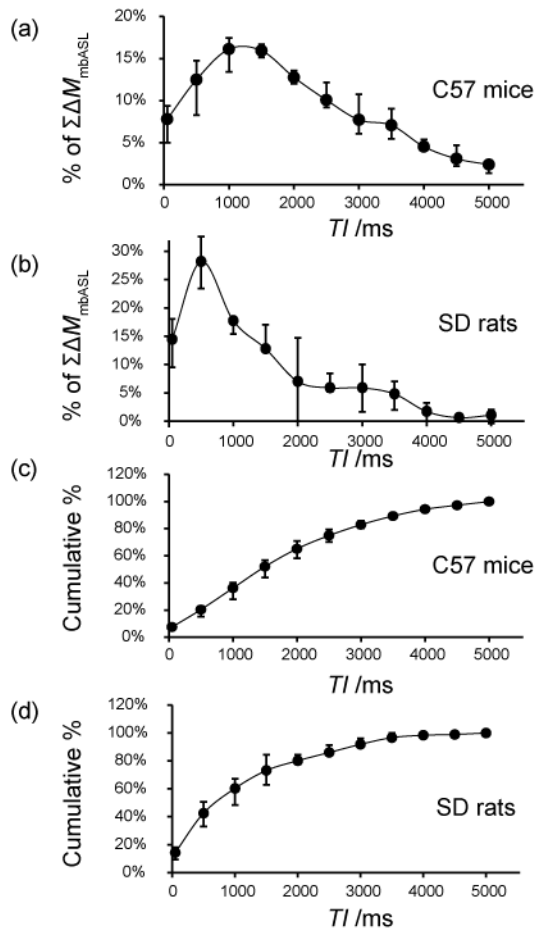 (a)
% of ΣΔM_mbASL
20%
15%
10%
5%
0%
C57 mice
0 1000 2000 3000 4000 5000
TI /ms
(b)
% of ΣΔM_mbASL
30%
25%
20%
15%
10%
5%
0%
SD rats
0 1000 2000 3000 4000 5000
TI /ms
(c)
Cumulative %
120%
100%
80%
60%
40%
20%
0%
C57 mice
0 1000 2000 3000 4000 5000
TI /ms
(d)
Cumulative %
120%
100%
80%
60%
40%
20%
0%
SD rats
0 1000 2000 3000 4000 5000
TI /ms